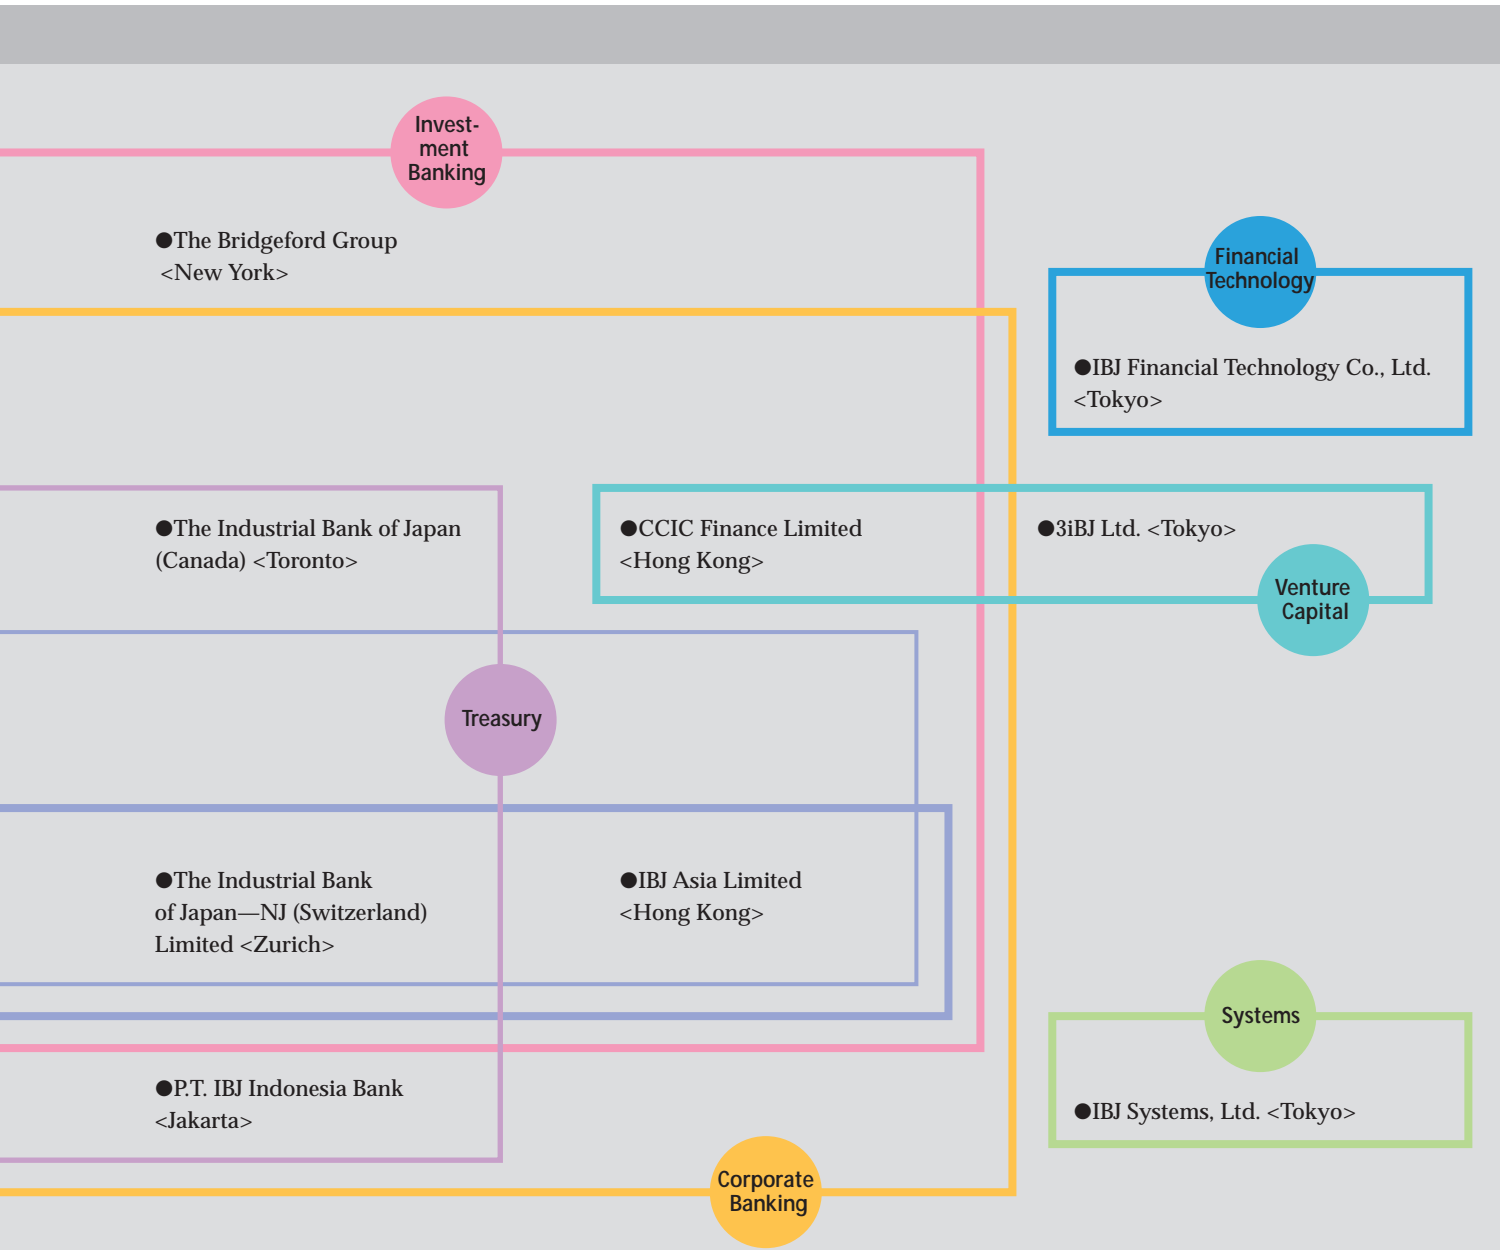 Invest-
ment
Banking
●The Bridgeford Group
<New York>
Financial
Technology
●IBJ Financial Technology Co., Ltd.
<Tokyo>
●The Industrial Bank of Japan
(Canada) <Toronto>
●CCIC Finance Limited
<Hong Kong>
●3iBJ Ltd. <Tokyo>
Venture
Capital
Treasury
●The Industrial Bank
of Japan—NJ (Switzerland)
Limited <Zurich>
●IBJ Asia Limited
<Hong Kong>
Systems
●IBJ Systems, Ltd. <Tokyo>
●P.T. IBJ Indonesia Bank
<Jakarta>
Corporate
Banking